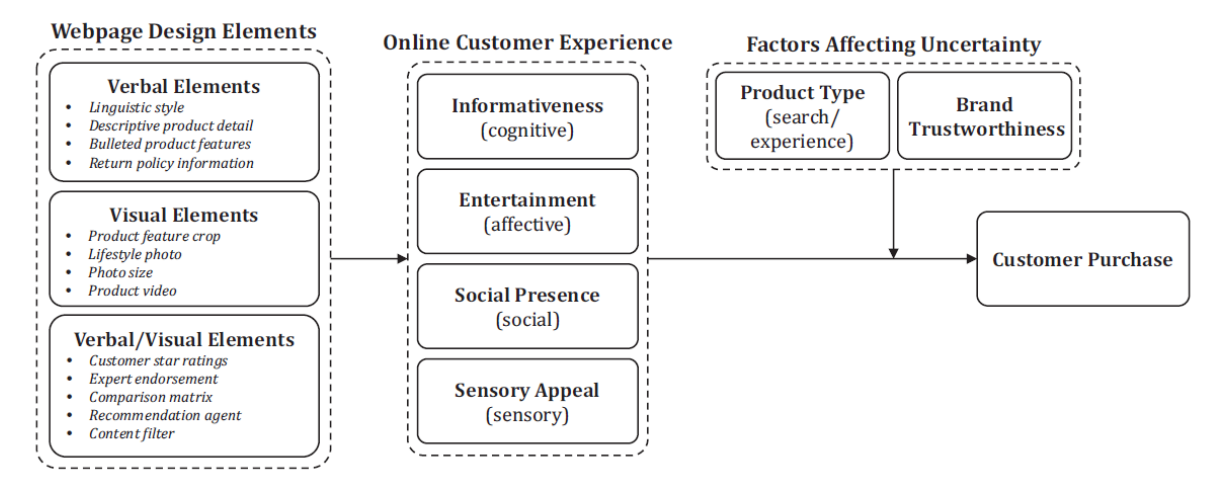 Webpage Design Elements
Verbal Elements
• Linguistic style
• Descriptive product detail
• Bulleted product features
• Return policy information
Visual Elements
• Product feature crop
• Lifestyle photo
• Photo size
• Product video
Verbal/Visual Elements
• Customer star ratings
• Expert endorsement
• Comparison matrix
• Recommendation agent
• Content filter
Online Customer Experience
Informativeness
(cognitive)
Entertainment
(affective)
Social Presence
(social)
Sensory Appeal
(sensory)
Factors Affecting Uncertainty
Product Type
(search/
experience)
Brand
Trustworthiness
Customer Purchase